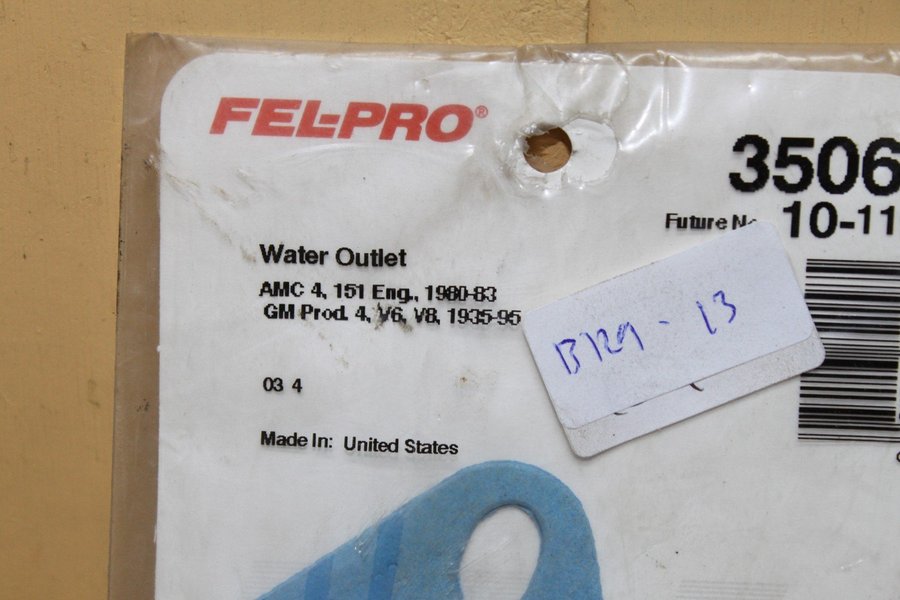 FEL-PRO®
3506
Future No
10-11
Water Outlet
AMC 4, 151 Eng., 1980-83
GM Prod. 4, V6, V8, 1935-95
B129 - 13
03 4
Made In: United States